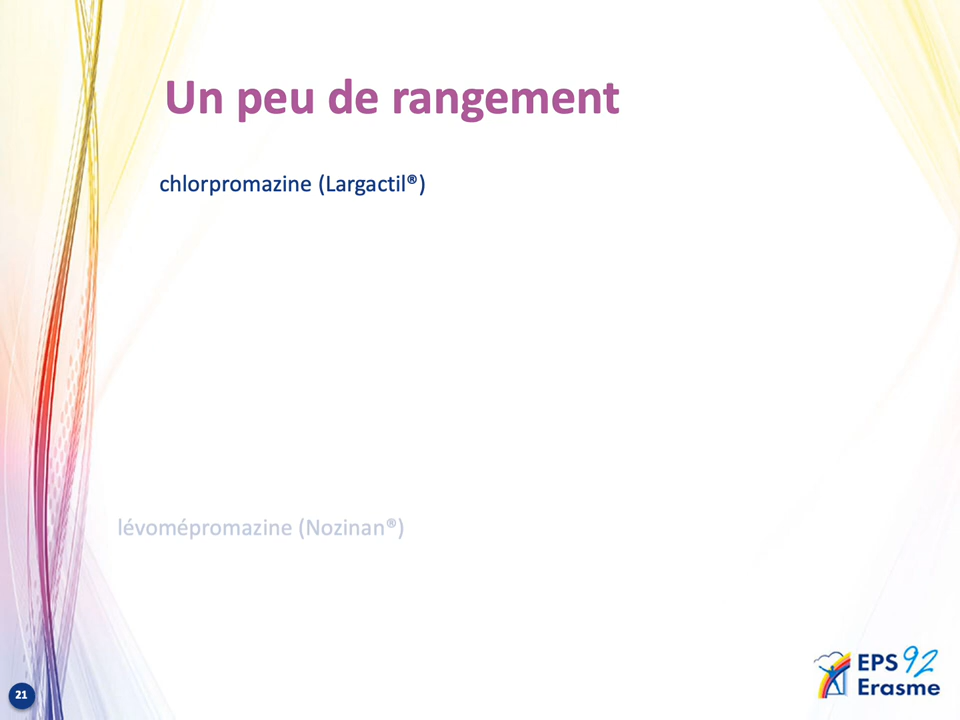 Un peu de rangement
chlorpromazine (Largactil®)
lévomépromazine (Nozinan®)
21
EPS 92
Erasme